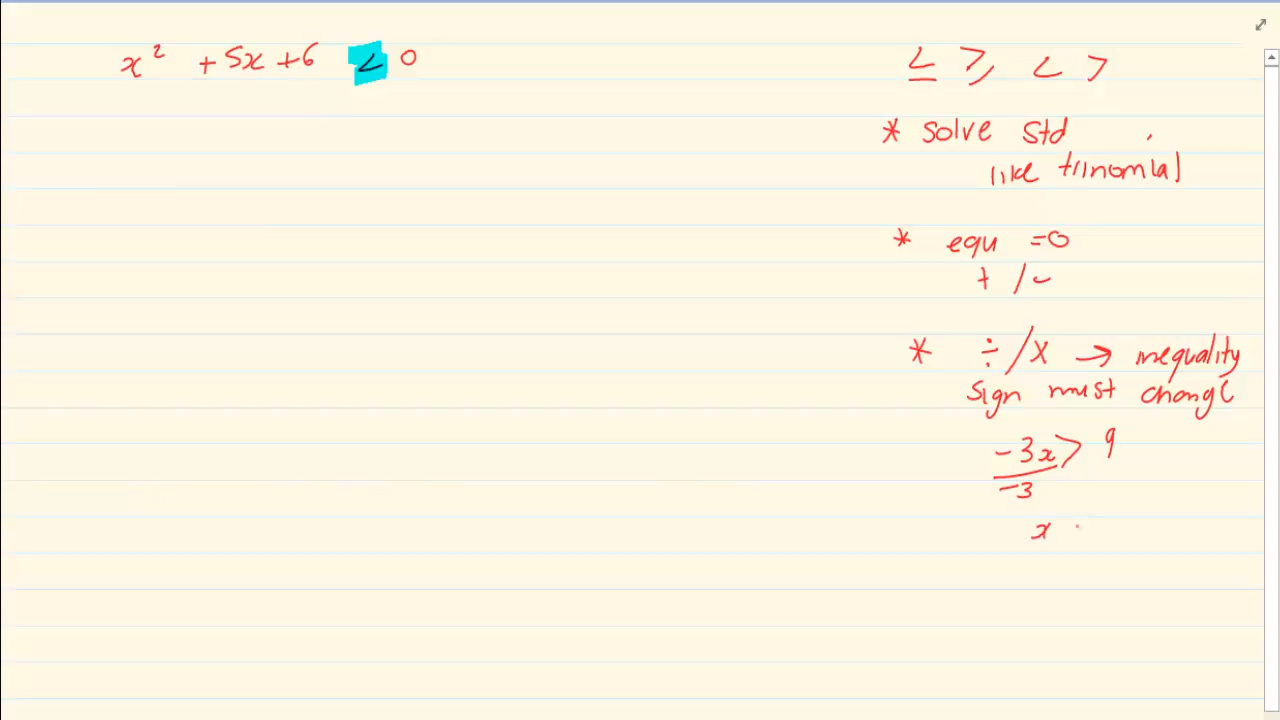 x² + 5x + 6 < 0
≤ ≥, < >
* solve std
like trinomial
* equ = 0
+ / -
* ÷ / x → inequality
sign must change
-3x > 9
-3
x